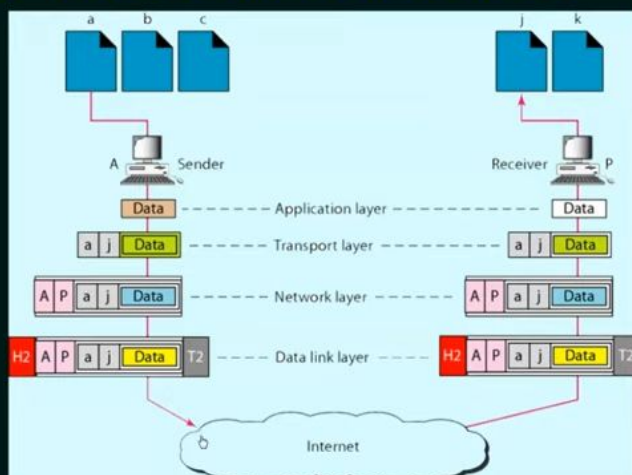 a b c j k
A Sender Receiver P
Data Application layer Data
a j Data Transport layer a j Data
A P a j Data Network layer A P a j Data
H2 A P a j Data T2 Data link layer H2 A P a j Data T2
Internet